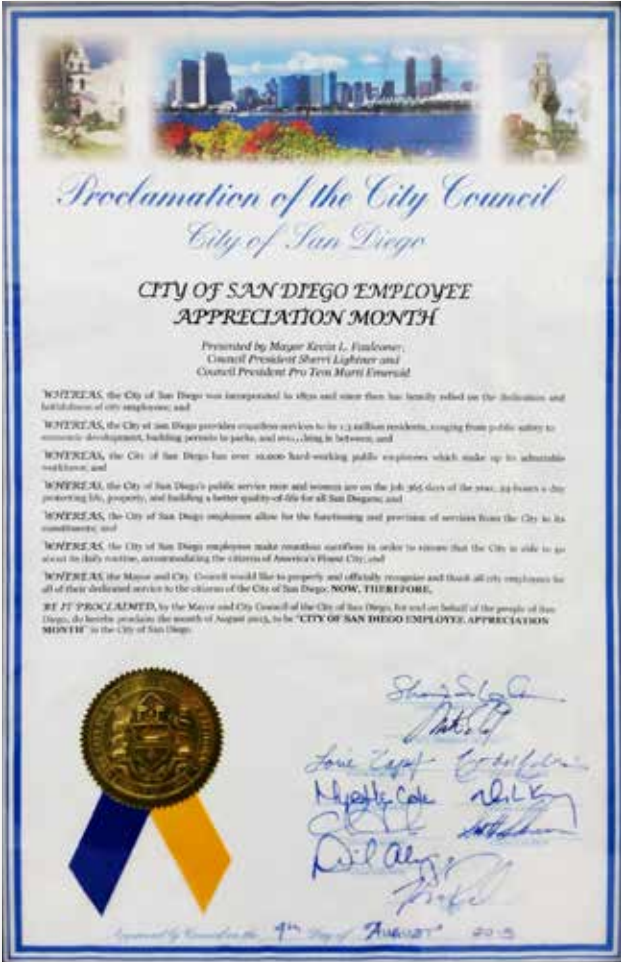 Proclamation of the City Council
City of San Diego
CITY OF SAN DIEGO EMPLOYEE
APPRECIATION MONTH
Presented by Mayor Kevin L. Faulconer,
Council President Sherri Lightner and
Council President Pro Tem Marti Emerald
WHEREAS, the City of San Diego was incorporated in 1850 and since then has heavily relied on the dedication and
faithfulness of city employees; and
WHEREAS, the City of San Diego provides countless services to its 1.3 million residents, ranging from public safety to
economic development, building permits to parks, and in between; and
WHEREAS, the City of San Diego has over 10,000 hard-working public employees which make up its admirable
workforce; and
WHEREAS, the City of San Diego's public service men and women are on the job 365 days of the year, 24-hours a day
protecting life, property, and building a better quality-of-life for all San Diegans; and
WHEREAS, the City of San Diego employees allow for the functioning and provision of services from the City to its
constituents; and
WHEREAS, the City of San Diego employees make countless sacrifices in order to ensure that the City is able to go
about its daily routine, accommodating the citizens of America's Finest City; and
WHEREAS, the Mayor and City Council would like to properly and officially recognize and thank all city employees for
all of their dedicated service to the citizens of the City of San Diego; NOW, THEREFORE,
BE IT PROCLAIMED, by the Mayor and City Council of the City of San Diego, for and on behalf of the people of San
Diego, do hereby proclaim the month of August 2015, to be "CITY OF SAN DIEGO EMPLOYEE APPRECIATION
MONTH" in the City of San Diego.
Lorie Zapf
Myrtle Cole
Day of August 2015